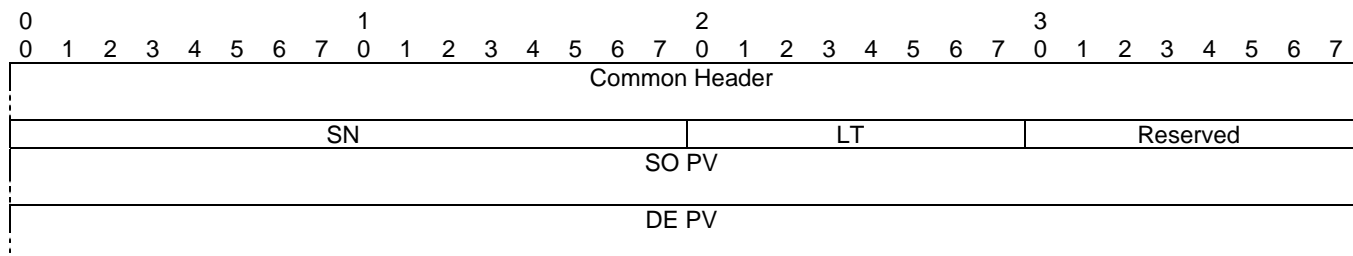 0 1 2 3
0 1 2 3 4 5 6 7 0 1 2 3 4 5 6 7 0 1 2 3 4 5 6 7 0 1 2 3 4 5 6 7
Common Header
SN LT Reserved
SO PV
DE PV